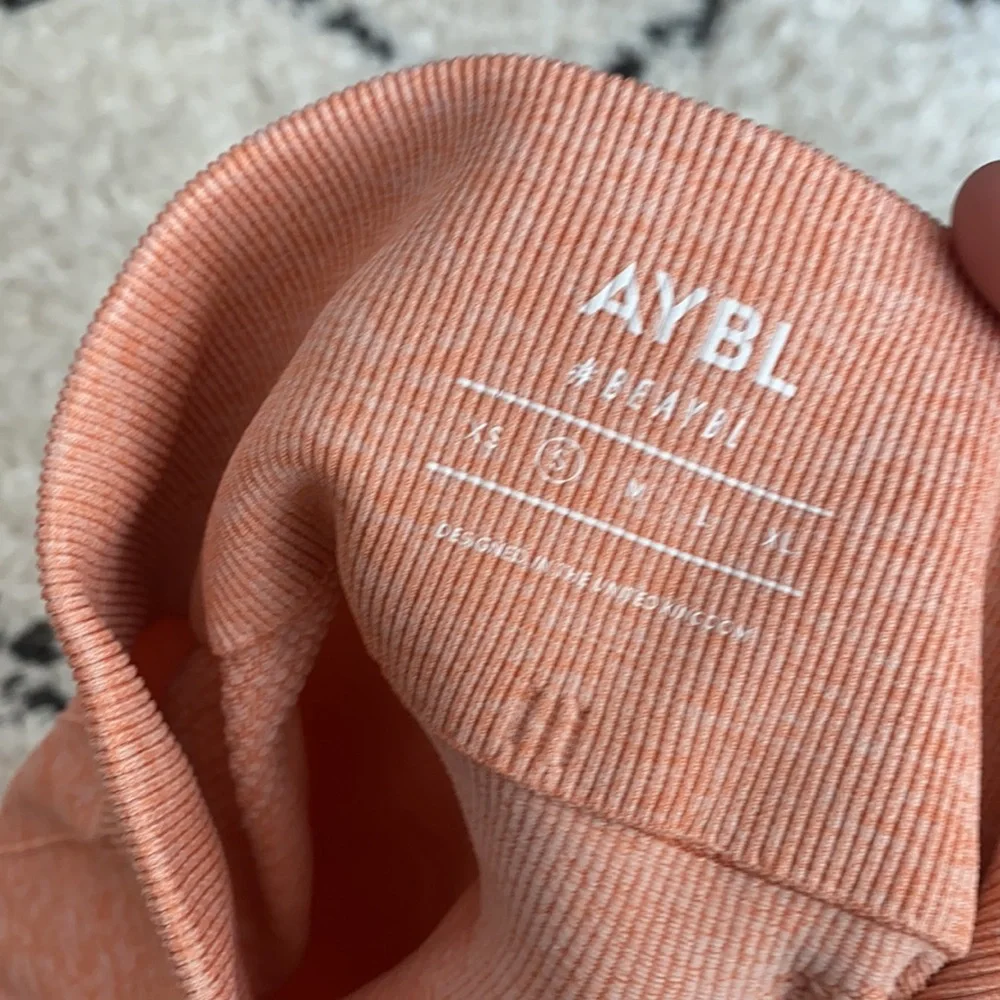 AYBL
#BEAYBL
XS S M L XL
DESIGNED IN THE UNITED KINGDOM